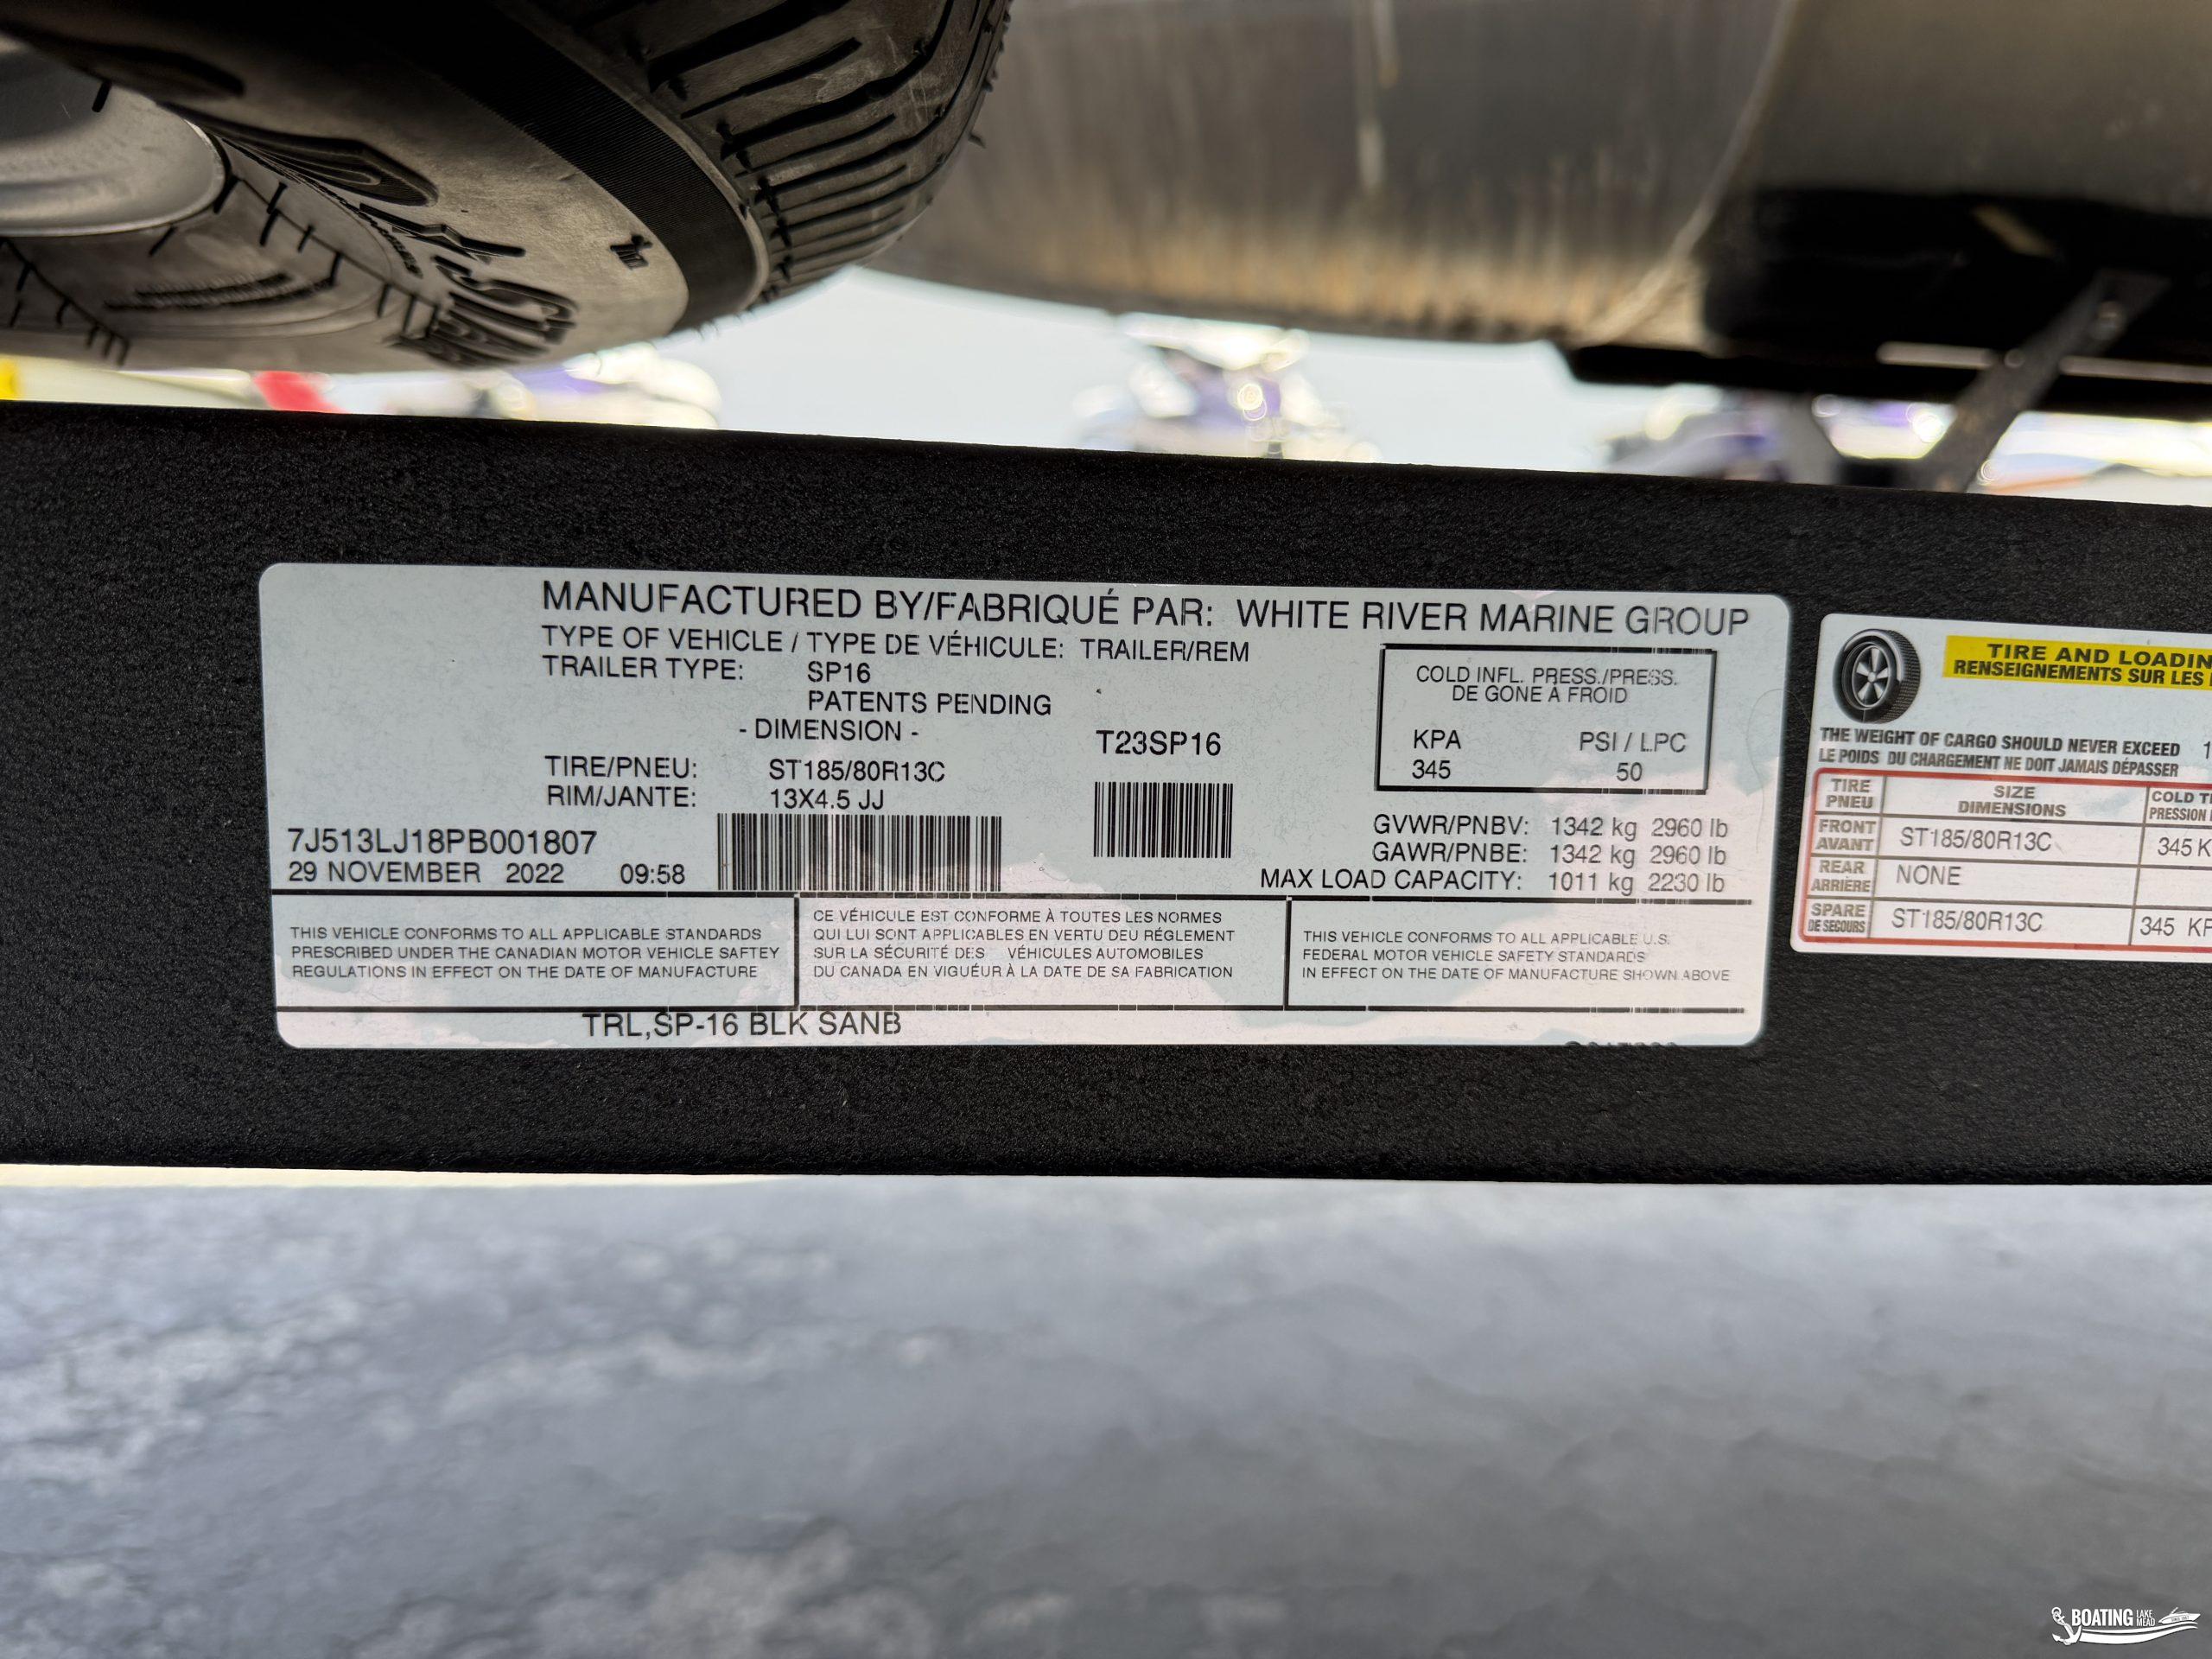 MANUFACTURED BY/FABRIQUÉ PAR: WHITE RIVER MARINE GROUP
TYPE OF VEHICLE / TYPE DE VÉHICULE: TRAILER/REM
TRAILER TYPE: SP16
PATENTS PENDING
- DIMENSION -
T23SP16
TIRE/PNEU: ST185/80R13C
RIM/JANTE: 13X4.5 JJ
COLD INFL. PRESS./PRESS.
DE GONE A FROID
KPA PSI / LPC
345 50
7J513LJ18PB001807
29 NOVEMBER 2022 09:58
GVWR/PNBV: 1342 kg 2960 lb
GAWR/PNBE: 1342 kg 2960 lb
MAX LOAD CAPACITY: 1011 kg 2230 lb
THIS VEHICLE CONFORMS TO ALL APPLICABLE STANDARDS
PRESCRIBED UNDER THE CANADIAN MOTOR VEHICLE SAFTEY
REGULATIONS IN EFFECT ON THE DATE OF MANUFACTURE
CE VÉHICULE EST CONFORME À TOUTES LES NORMES
QUI LUI SONT APPLICABLES EN VERTU DEU RÉGLEMENT
SUR LA SÉCURITÉ DES VÉHICULES AUTOMOBILES
DU CANADA EN VIGUÉUR À LA DATE DE SA FABRICATION
THIS VEHICLE CONFORMS TO ALL APPLICABLE U.S.
FEDERAL MOTOR VEHICLE SAFETY STANDARDS
IN EFFECT ON THE DATE OF MANUFACTURE SHOWN ABOVE
TRL,SP-16 BLK SANB
TIRE AND LOADIN
RENSEIGNEMENTS SUR LES
THE WEIGHT OF CARGO SHOULD NEVER EXCEED 1
LE POIDS DU CHARGEMENT NE DOIT JAMAIS DÉPASSER
TIRE
PNEU
SIZE
DIMENSIONS
COLD TI
PRESSION
FRONT
AVANT
ST185/80R13C
345 K
REAR
ARRIÈRE
NONE
SPARE
DE SECOURS
ST185/80R13C
345 KP
BOATING LAKE MEAD